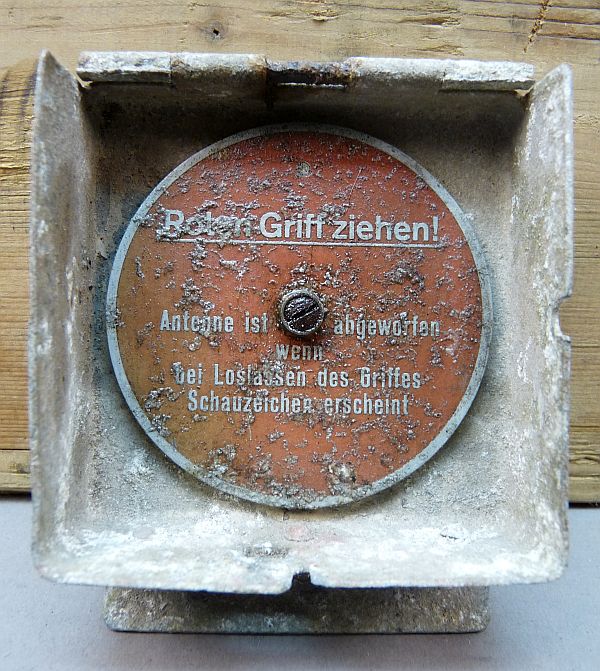 Roten Griff ziehen!
Antenne ist abgeworfen
wenn
bei Loslassen des Griffes
Schauzeichen erscheint